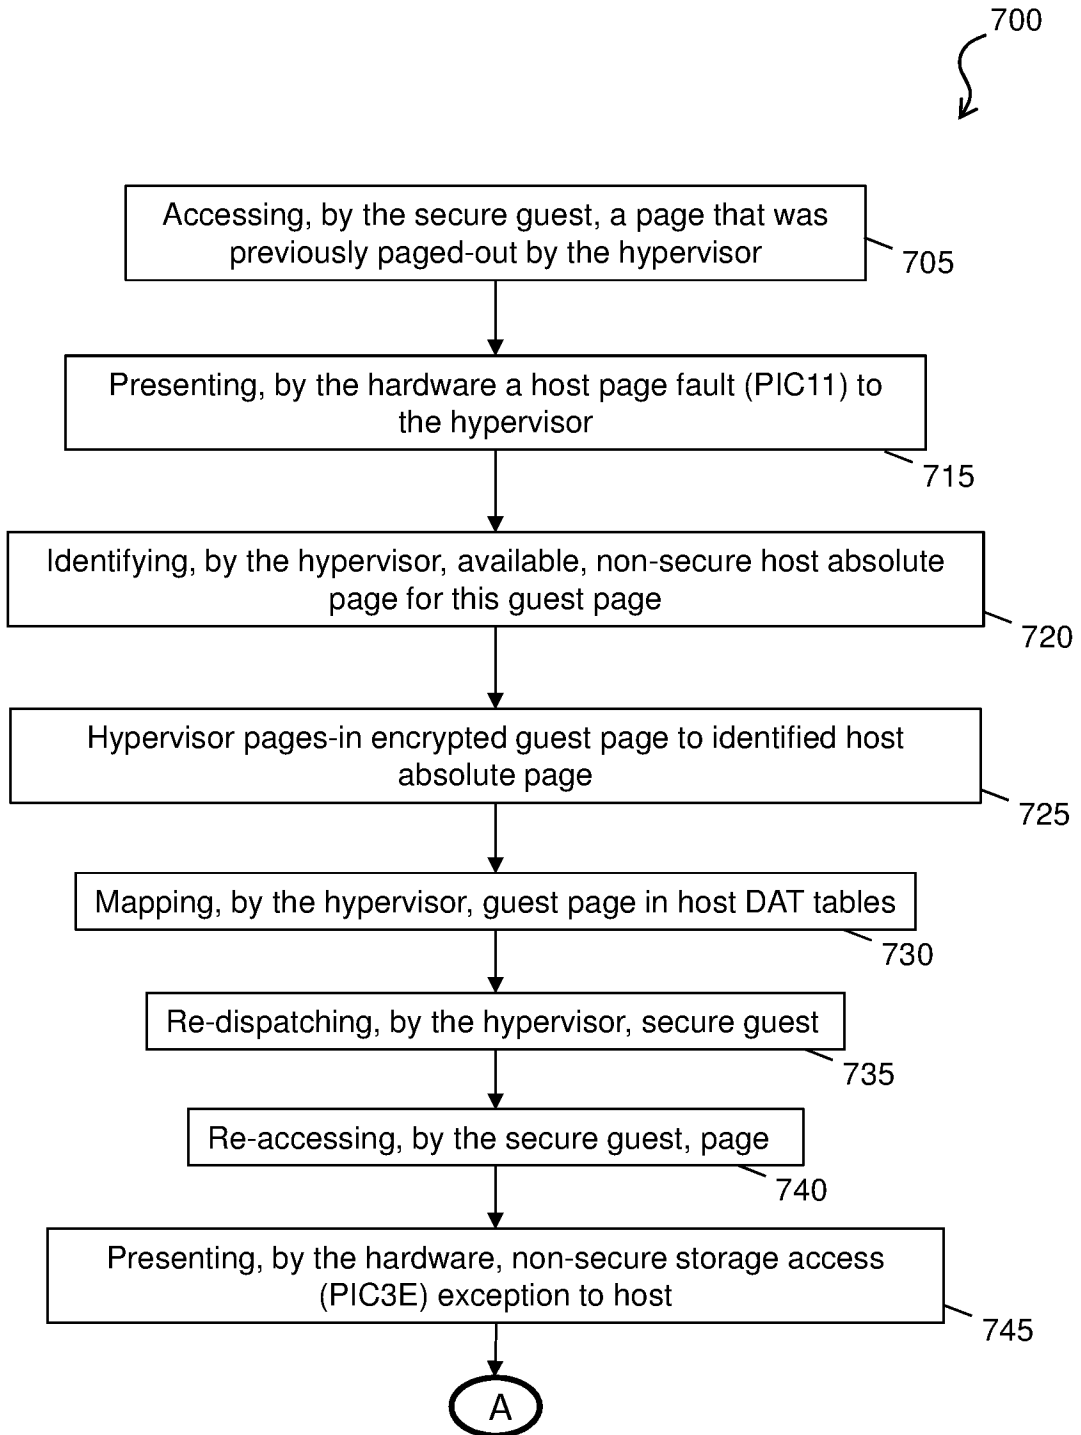 700
Accessing, by the secure guest, a page that was
previously paged-out by the hypervisor
705
Presenting, by the hardware a host page fault (PIC11) to
the hypervisor
715
Identifying, by the hypervisor, available, non-secure host absolute
page for this guest page
720
Hypervisor pages-in encrypted guest page to identified host
absolute page
725
Mapping, by the hypervisor, guest page in host DAT tables
730
Re-dispatching, by the hypervisor, secure guest
735
Re-accessing, by the secure guest, page
740
Presenting, by the hardware, non-secure storage access
(PIC3E) exception to host
745
A